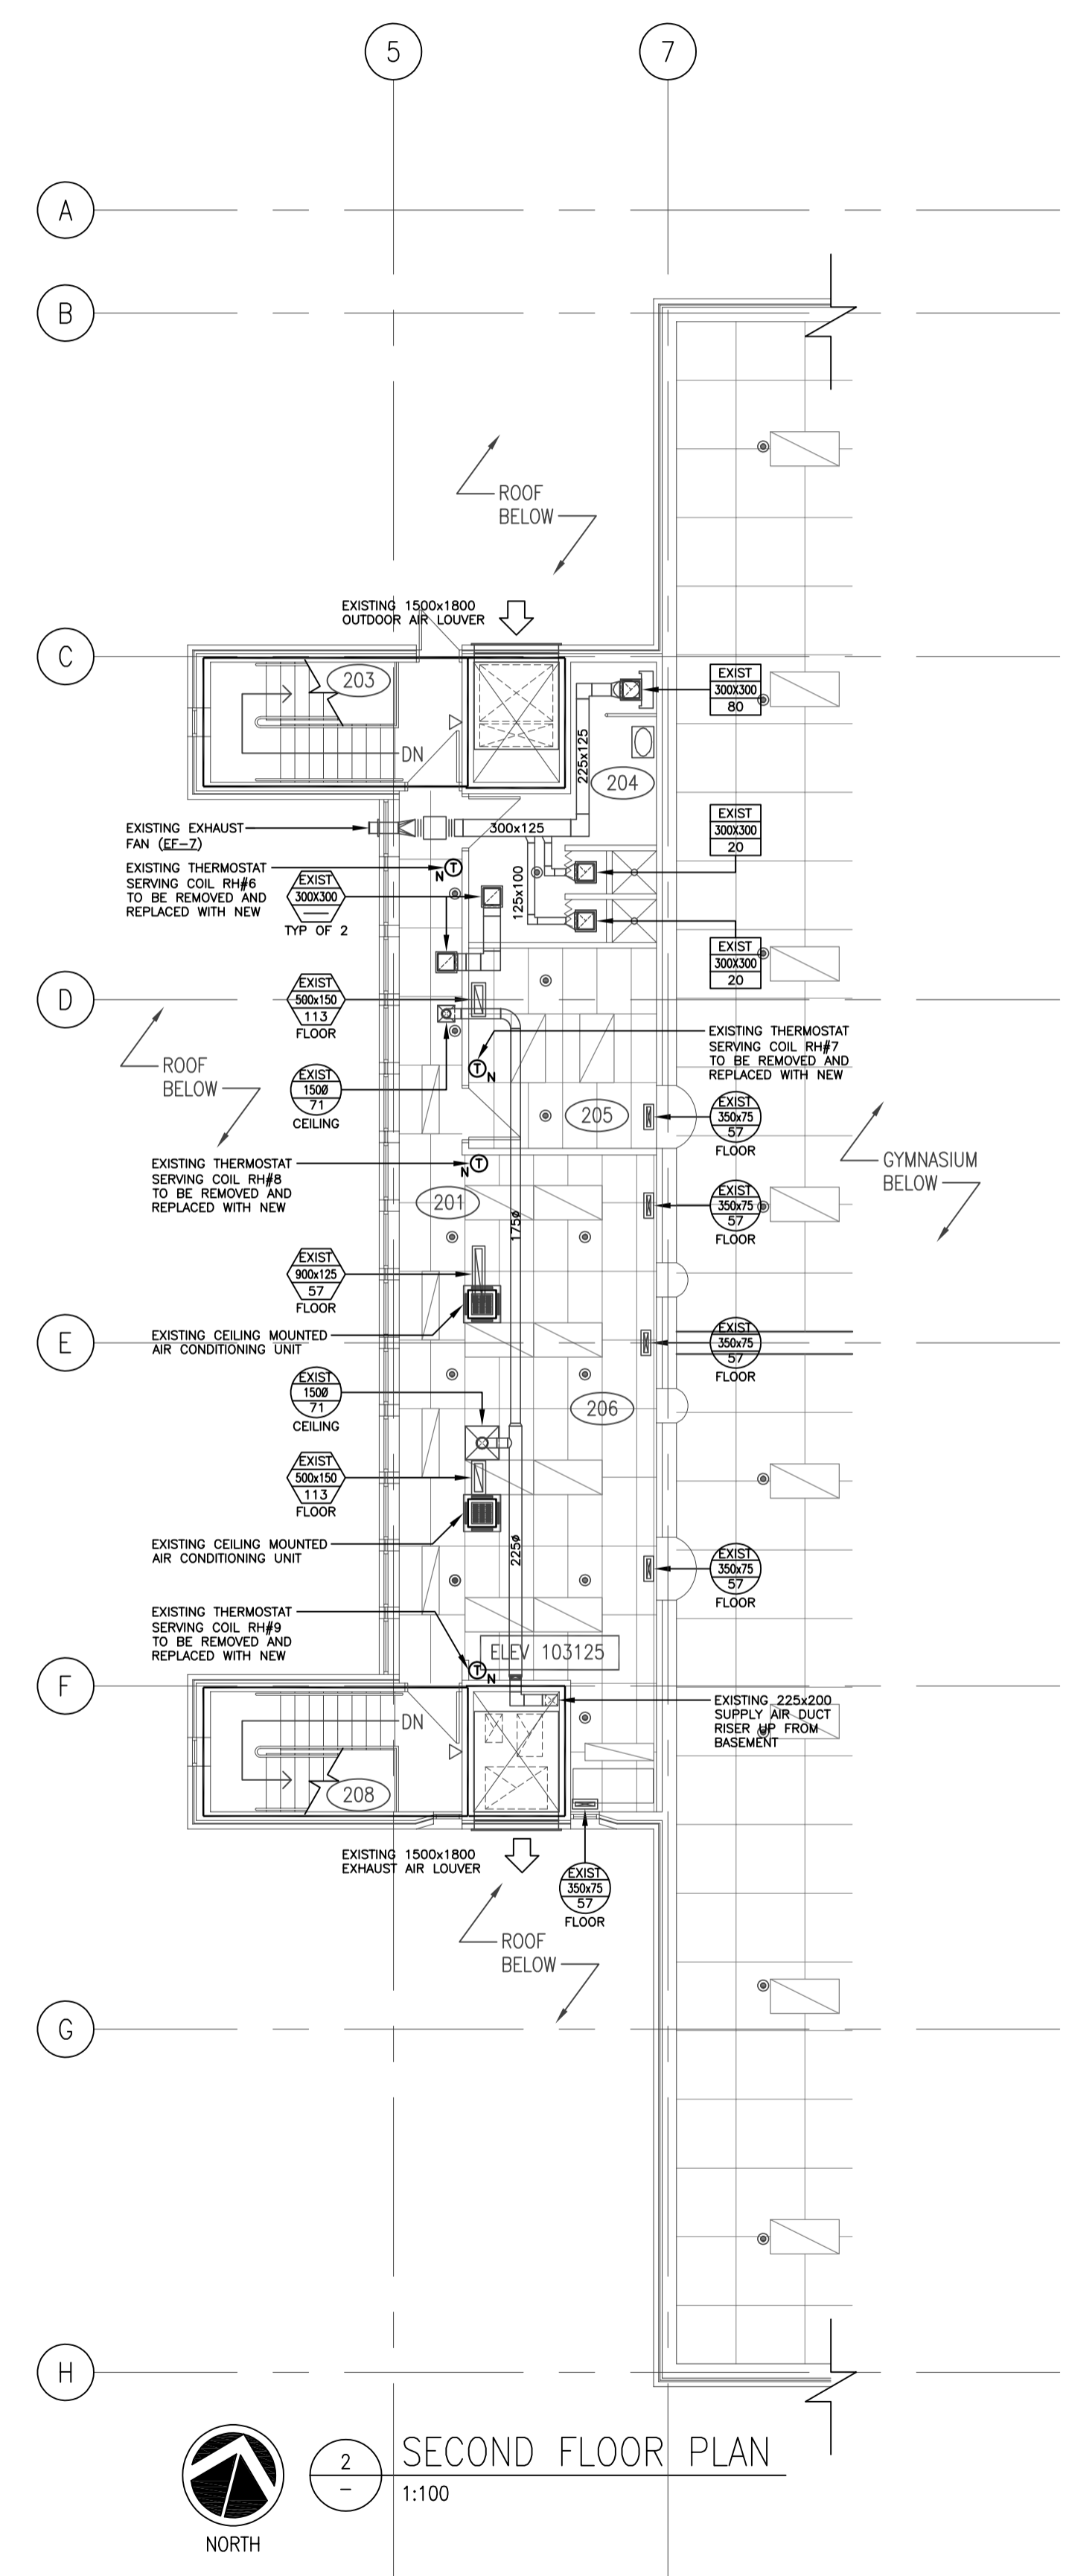 5
7
A
B
ROOF
BELOW
EXISTING 1500x1800
OUTDOOR AIR LOUVER
C
203
DN
EXIST
300X300
80
225x125
204
EXISTING EXHAUST
FAN (EF-7)
300x125
EXIST
300X300
20
EXISTING THERMOSTAT
SERVING COIL RH#6
TO BE REMOVED AND
REPLACED WITH NEW
EXIST
300X300
—
TYP OF 2
T
N
125x100
EXIST
300X300
20
D
EXIST
500x150
113
FLOOR
ROOF
BELOW
EXIST
150Ø
71
CEILING
T
N
EXISTING THERMOSTAT
SERVING COIL RH#7
TO BE REMOVED AND
REPLACED WITH NEW
205
EXIST
350x75
57
FLOOR
GYMNASIUM
BELOW
EXISTING THERMOSTAT
SERVING COIL RH#8
TO BE REMOVED AND
REPLACED WITH NEW
T
N
201
175ø
EXIST
350x75
57
FLOOR
EXIST
900x125
57
FLOOR
E
EXISTING CEILING MOUNTED
AIR CONDITIONING UNIT
EXIST
350x75
57
FLOOR
EXIST
150Ø
71
CEILING
206
EXIST
500x150
113
FLOOR
EXISTING CEILING MOUNTED
AIR CONDITIONING UNIT
225ø
EXIST
350x75
57
FLOOR
EXISTING THERMOSTAT
SERVING COIL RH#9
TO BE REMOVED AND
REPLACED WITH NEW
ELEV 103125
T
N
F
DN
EXISTING 225x200
SUPPLY AIR DUCT
RISER UP FROM
BASEMENT
208
EXISTING 1500x1800
EXHAUST AIR LOUVER
EXIST
350x75
57
FLOOR
ROOF
BELOW
G
H
NORTH
2
–
SECOND FLOOR PLAN
1:100